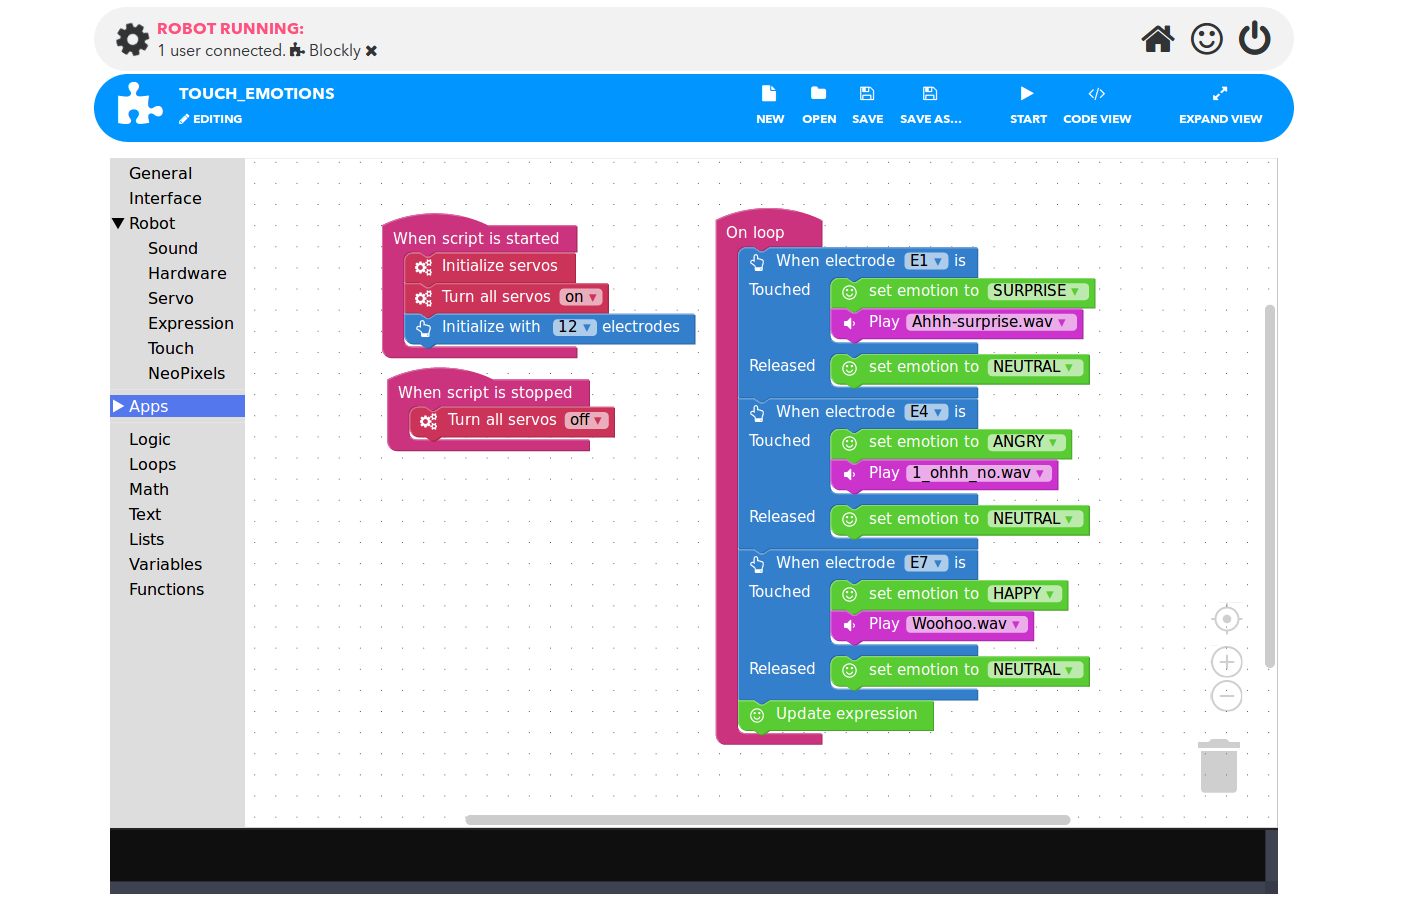 ROBOT RUNNING:
1 user connected. Blockly
TOUCH_EMOTIONS
EDITING
NEW OPEN SAVE SAVE AS... START CODE VIEW EXPAND VIEW
General
Interface
Robot
Sound
Hardware
Servo
Expression
Touch
NeoPixels
Apps
Logic
Loops
Math
Text
Lists
Variables
Functions
When script is started
Initialize servos
Turn all servos on
Initialize with 12 electrodes
When script is stopped
Turn all servos off
On loop
When electrode E1 is
Touched set emotion to SURPRISE
Play Ahhh-surprise.wav
Released set emotion to NEUTRAL
When electrode E4 is
Touched set emotion to ANGRY
Play 1_ohhh_no.wav
Released set emotion to NEUTRAL
When electrode E7 is
Touched set emotion to HAPPY
Play Woohoo.wav
Released set emotion to NEUTRAL
Update expression